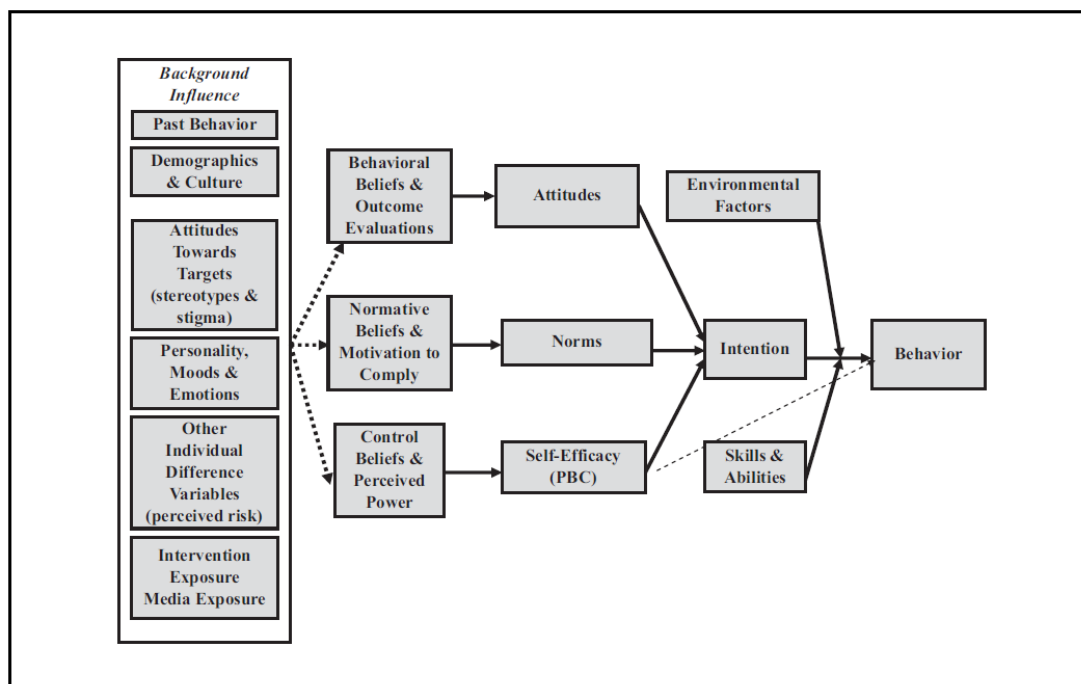 Background
Influence
Past Behavior
Demographics
& Culture
Attitudes
Towards
Targets
(stereotypes &
stigma)
Personality,
Moods &
Emotions
Other
Individual
Difference
Variables
(perceived risk)
Intervention
Exposure
Media Exposure
Behavioral
Beliefs &
Outcome
Evaluations
Normative
Beliefs &
Motivation to
Comply
Control
Beliefs &
Perceived
Power
Attitudes
Norms
Self-Efficacy
(PBC)
Environmental
Factors
Intention
Skills &
Abilities
Behavior